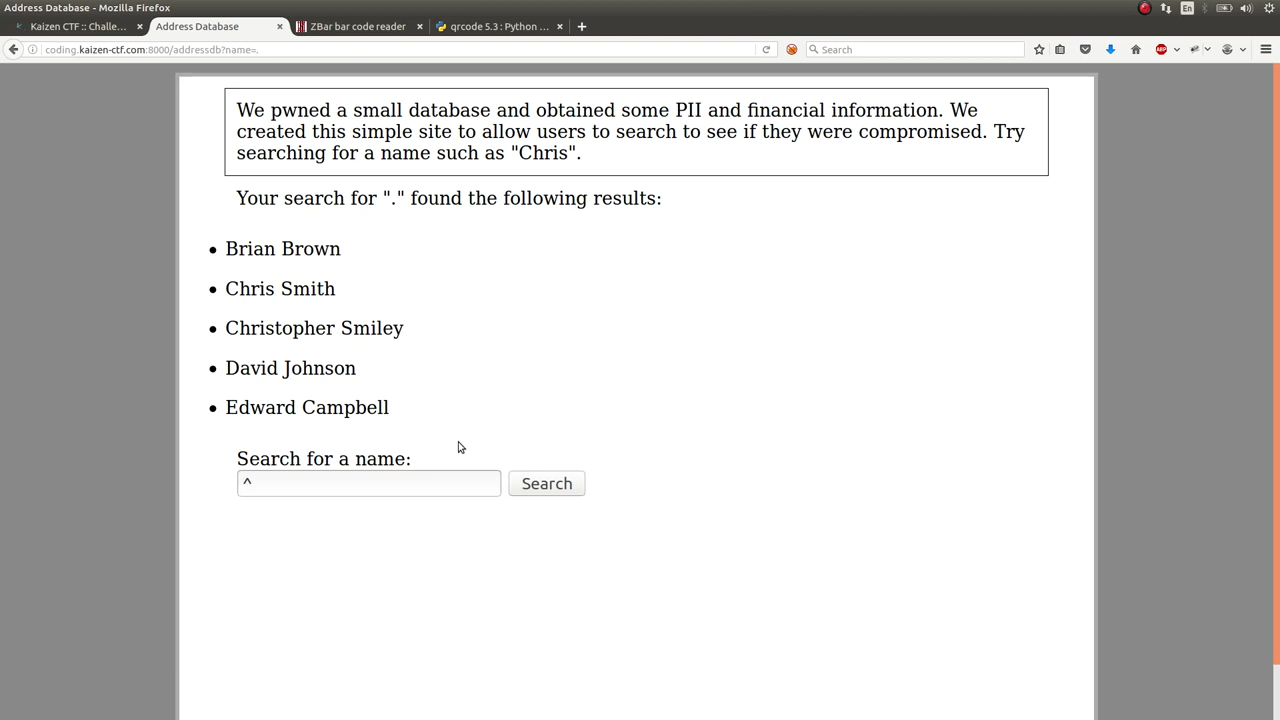 Address Database - Mozilla Firefox
En
Kaizen CTF :: Challe... ×
Address Database ×
ZBar bar code reader ×
qrcode 5.3 : Python ... ×
coding.kaizen-ctf.com:8000/addressdb?name=.
Search
ABP
We pwned a small database and obtained some PII and financial information. We
created this simple site to allow users to search to see if they were compromised. Try
searching for a name such as "Chris".
Your search for "." found the following results:
• Brian Brown
• Chris Smith
• Christopher Smiley
• David Johnson
• Edward Campbell
Search for a name:
^ Search